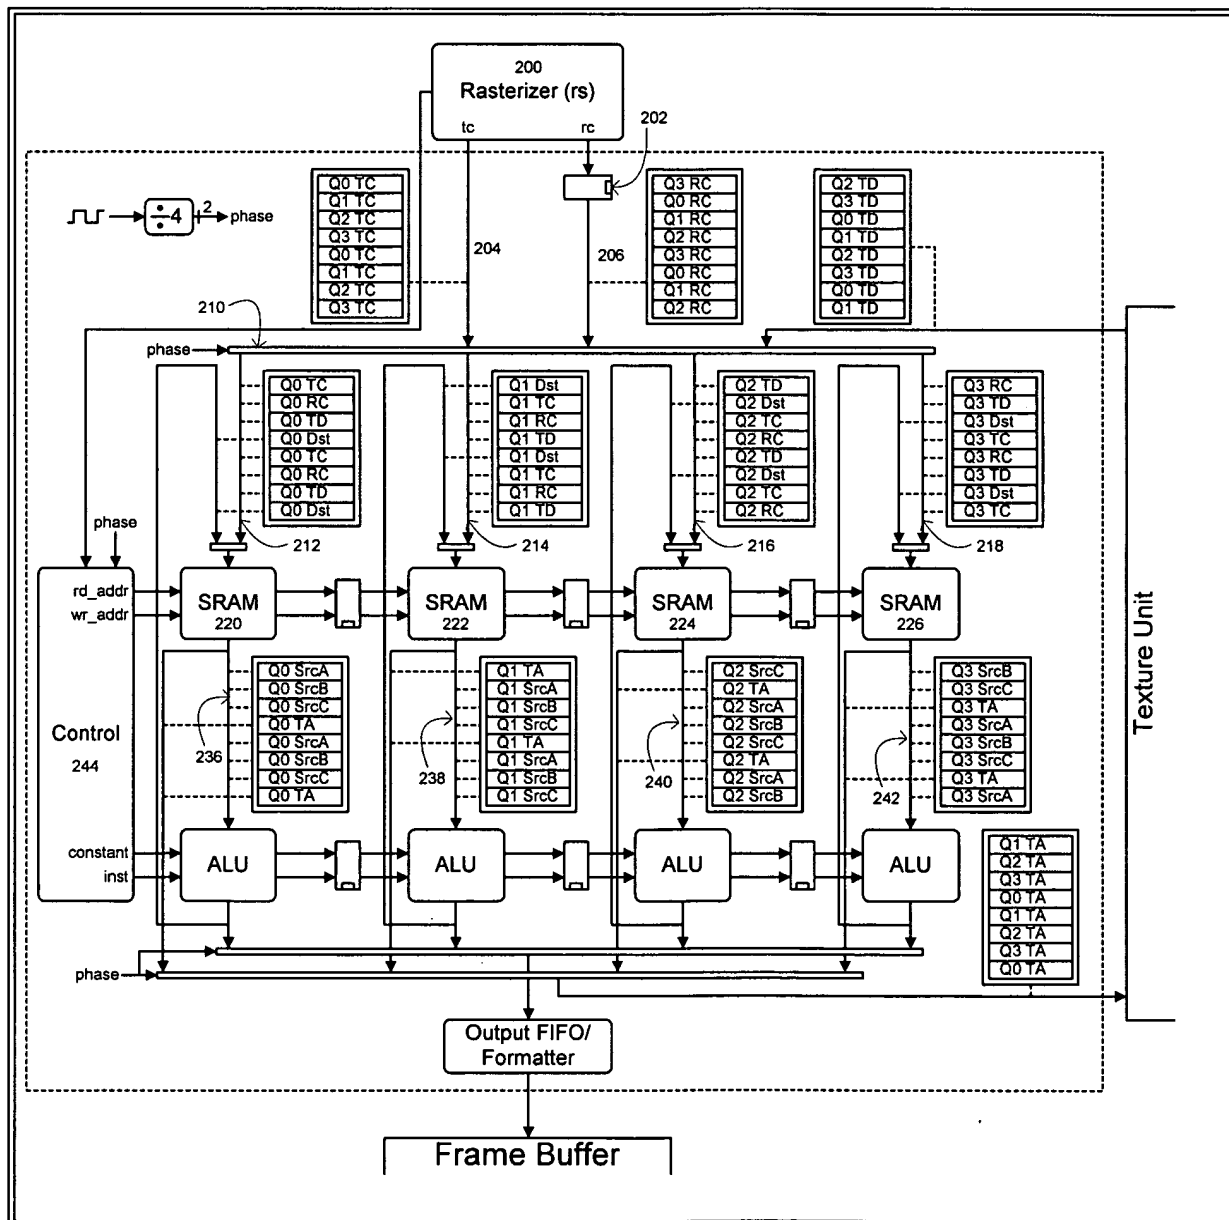 200
Rasterizer (rs)
tc
rc
202
÷4
2
phase
Q0 TC
Q1 TC
Q2 TC
Q3 TC
Q0 TC
Q1 TC
Q2 TC
Q3 TC
204
206
Q3 RC
Q0 RC
Q1 RC
Q2 RC
Q3 RC
Q0 RC
Q1 RC
Q2 RC
Q2 TD
Q3 TD
Q0 TD
Q1 TD
Q2 TD
Q3 TD
Q0 TD
Q1 TD
210
phase
Q0 TC
Q0 RC
Q0 TD
Q0 Dst
Q0 TC
Q0 RC
Q0 TD
Q0 Dst
Q1 Dst
Q1 TC
Q1 RC
Q1 TD
Q1 Dst
Q1 TC
Q1 RC
Q1 TD
Q2 TD
Q2 Dst
Q2 TC
Q2 RC
Q2 TD
Q2 Dst
Q2 TC
Q2 RC
Q3 RC
Q3 TD
Q3 Dst
Q3 TC
Q3 RC
Q3 TD
Q3 Dst
Q3 TC
phase
212
214
216
218
rd_addr
wr_addr
SRAM
220
SRAM
222
SRAM
224
SRAM
226
Texture Unit
Control
244
Q0 SrcA
Q0 SrcB
Q0 SrcC
Q0 TA
Q0 SrcA
Q0 SrcB
Q0 SrcC
Q0 TA
236
Q1 TA
Q1 SrcA
Q1 SrcB
Q1 SrcC
Q1 TA
Q1 SrcA
Q1 SrcB
Q1 SrcC
238
Q2 SrcC
Q2 TA
Q2 SrcA
Q2 SrcB
Q2 SrcC
Q2 TA
Q2 SrcA
Q2 SrcB
240
Q3 SrcB
Q3 SrcC
Q3 TA
Q3 SrcA
Q3 SrcB
Q3 SrcC
Q3 TA
Q3 SrcA
242
constant
inst
ALU
ALU
ALU
ALU
Q1 TA
Q2 TA
Q3 TA
Q0 TA
Q1 TA
Q2 TA
Q3 TA
Q0 TA
phase
Output FIFO/
Formatter
Frame Buffer